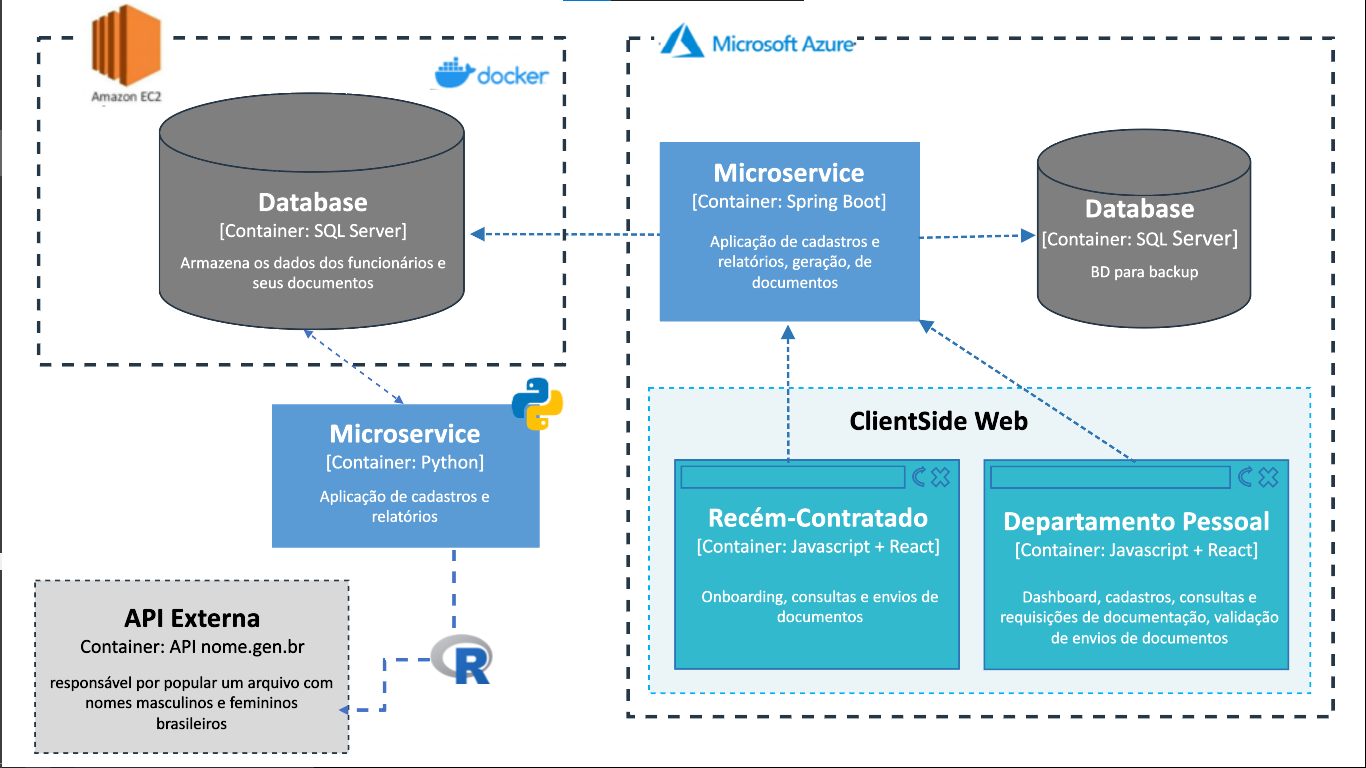 Amazon EC2
docker
Database
[Container: SQL Server]
Armazena os dados dos funcionários e
seus documentos
Microservice
[Container: Python]
Aplicação de cadastros e
relatórios
API Externa
Container: API nome.gen.br
responsável por popular um arquivo com
nomes masculinos e femininos
brasileiros
R
Microsoft Azure
Microservice
[Container: Spring Boot]
Aplicação de cadastros e
relatórios, geração, de
documentos
Database
[Container: SQL Server]
BD para backup
ClientSide Web
Recém-Contratado
[Container: Javascript + React]
Onboarding, consultas e envios de
documentos
Departamento Pessoal
[Container: Javascript + React]
Dashboard, cadastros, consultas e
requisições de documentação, validação
de envios de documentos